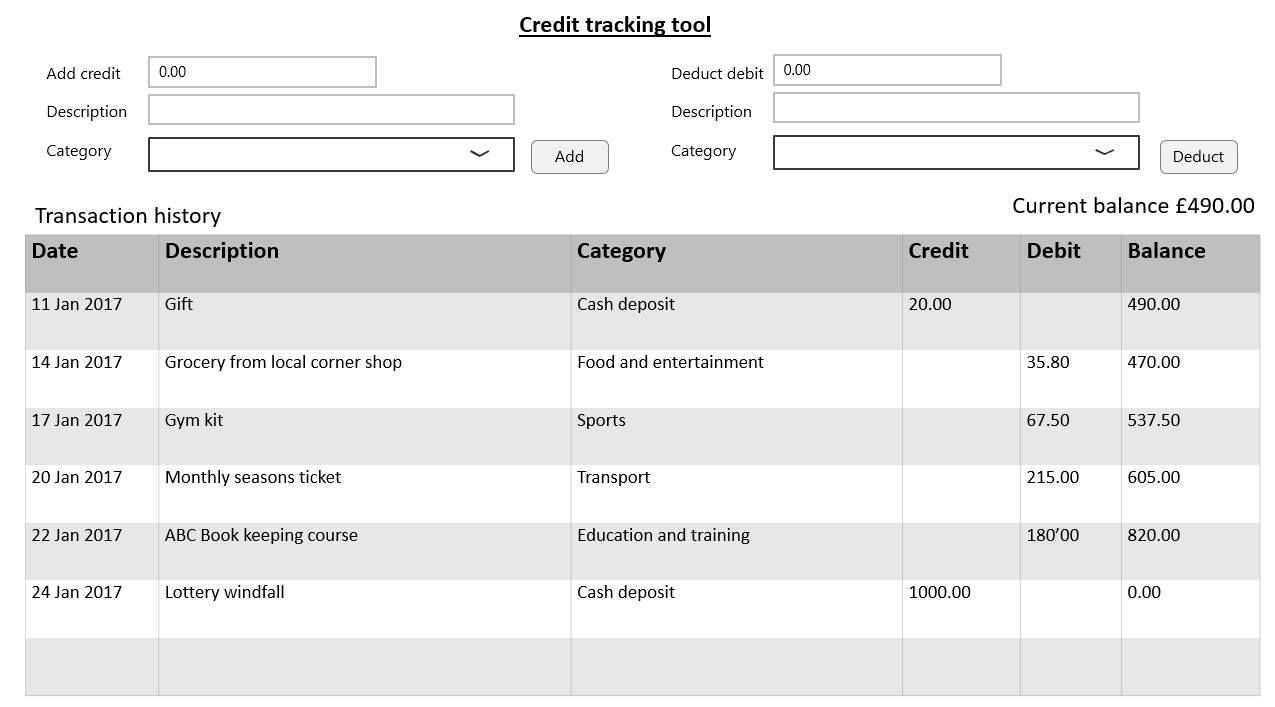 Credit tracking tool
Add credit 0.00
Deduct debit 0.00
Description
Description
Category
Add
Category
Deduct
Transaction history
Current balance £490.00
Date Description Category Credit Debit Balance
11 Jan 2017 Gift Cash deposit 20.00 490.00
14 Jan 2017 Grocery from local corner shop Food and entertainment 35.80 470.00
17 Jan 2017 Gym kit Sports 67.50 537.50
20 Jan 2017 Monthly seasons ticket Transport 215.00 605.00
22 Jan 2017 ABC Book keeping course Education and training 180’00 820.00
24 Jan 2017 Lottery windfall Cash deposit 1000.00 0.00